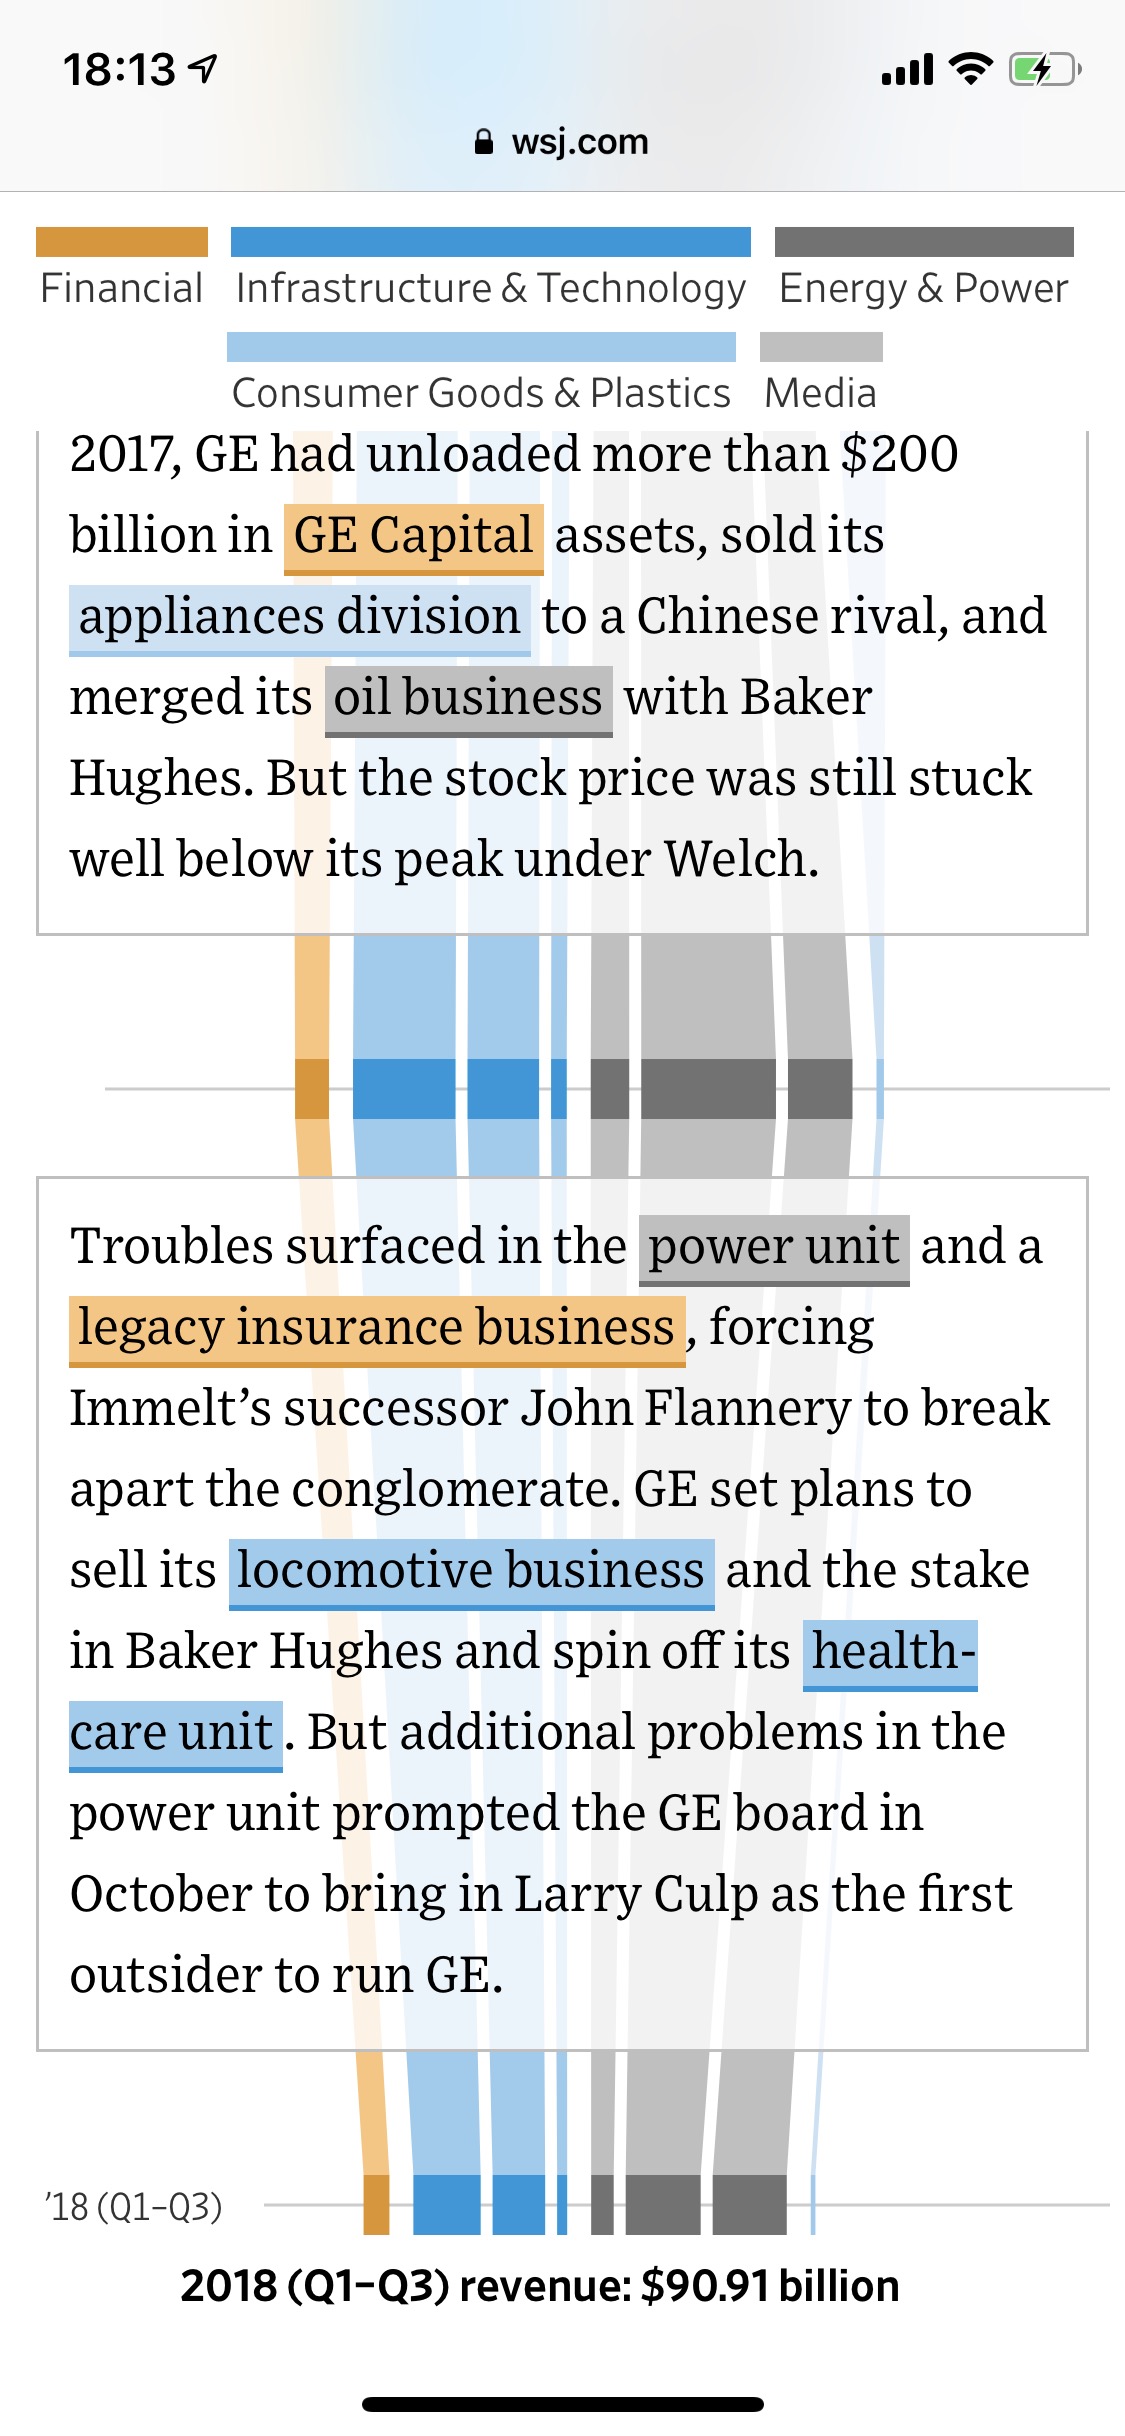 18:13
wsj.com
Financial
Infrastructure & Technology
Energy & Power
Consumer Goods & Plastics
Media
2017, GE had unloaded more than $200
billion in GE Capital assets, sold its
appliances division to a Chinese rival, and
merged its oil business with Baker
Hughes. But the stock price was still stuck
well below its peak under Welch.
Troubles surfaced in the power unit and a
legacy insurance business, forcing
Immelt’s successor John Flannery to break
apart the conglomerate. GE set plans to
sell its locomotive business and the stake
in Baker Hughes and spin off its health-
care unit. But additional problems in the
power unit prompted the GE board in
October to bring in Larry Culp as the first
outsider to run GE.
’18 (Q1–Q3)
2018 (Q1–Q3) revenue: $90.91 billion